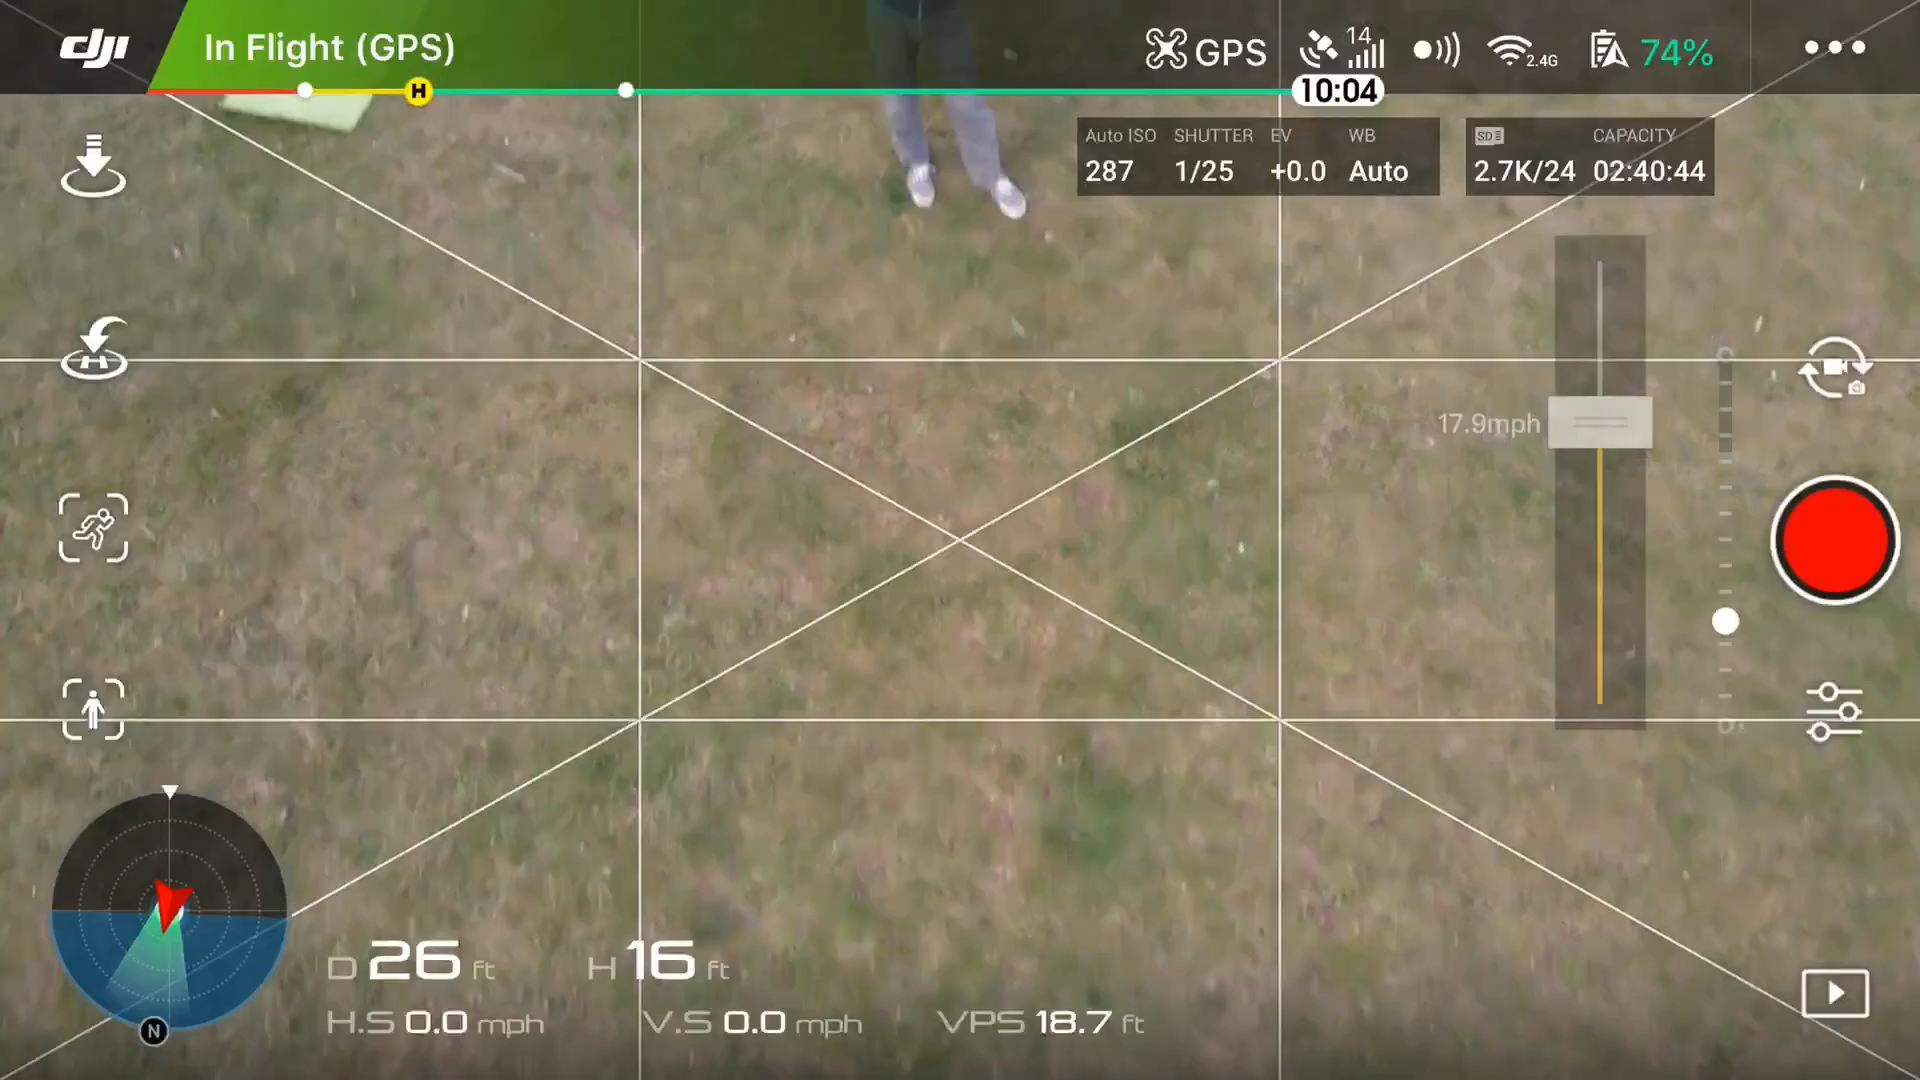 dji In Flight (GPS) GPS 14 2.4G 74%
H 10:04
Auto ISO SHUTTER EV WB SD CAPACITY
287 1/25 +0.0 Auto 2.7K/24 02:40:44
17.9mph
D 26 ft H 16 ft
H.S 0.0 mph V.S 0.0 mph VPS 18.7 ft
N